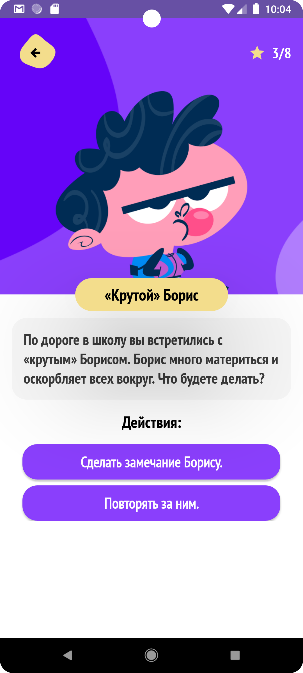 10:04
3/8
«Крутой» Борис
По дороге в школу вы встретились с
«крутым» Борисом. Борис много материться и
оскорбляет всех вокруг. Что будете делать?
Действия:
Сделать замечание Борису.
Повторять за ним.